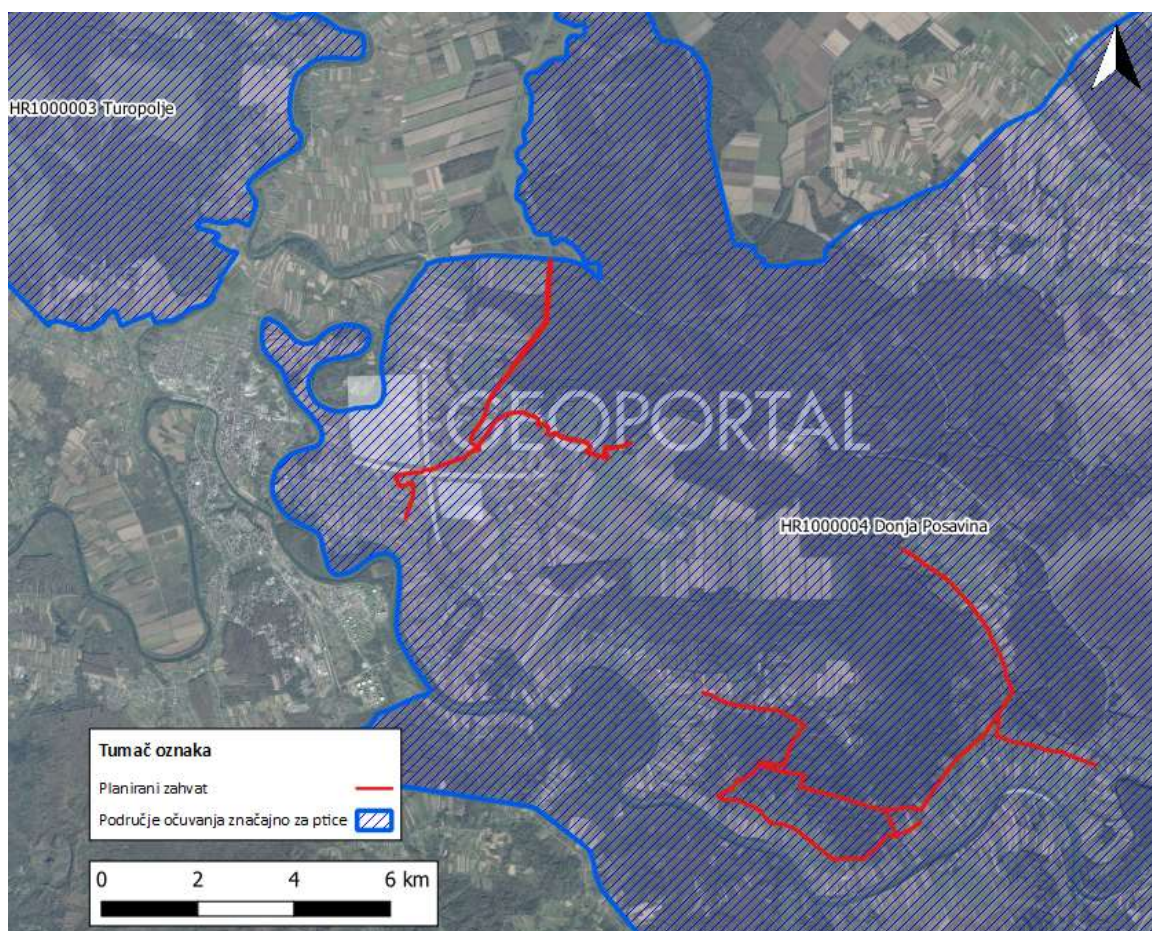 HR1000003 Turopolje
GEOPORTAL
HR1000004 Donja Posavina
Tumač oznaka
Planirani zahvat
Područje očuvanja značajno za ptice
0 2 4 6 km